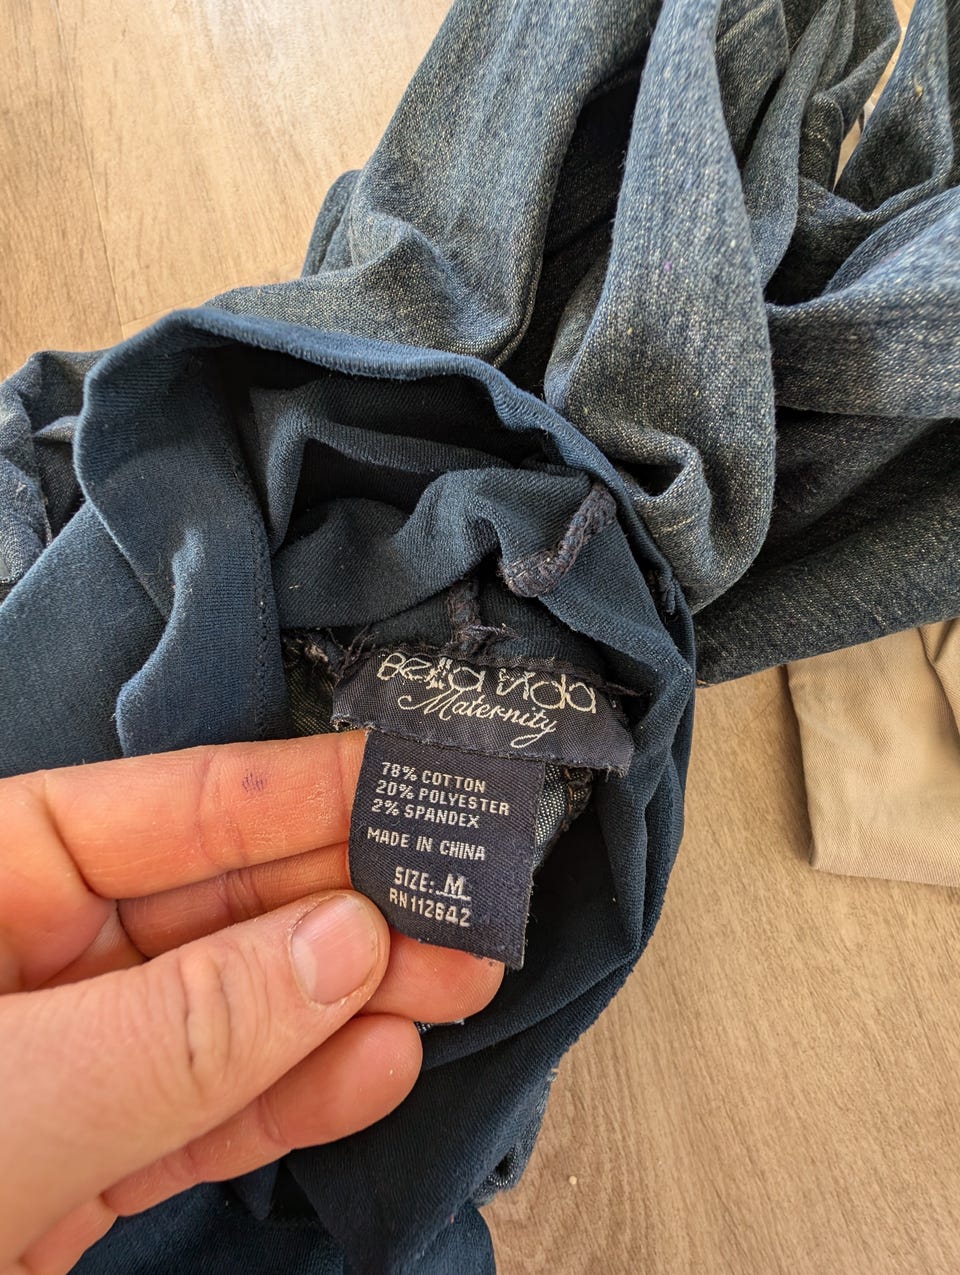 Bella Vida
Maternity
78% COTTON
20% POLYESTER
2% SPANDEX
MADE IN CHINA
SIZE: M
RN112642